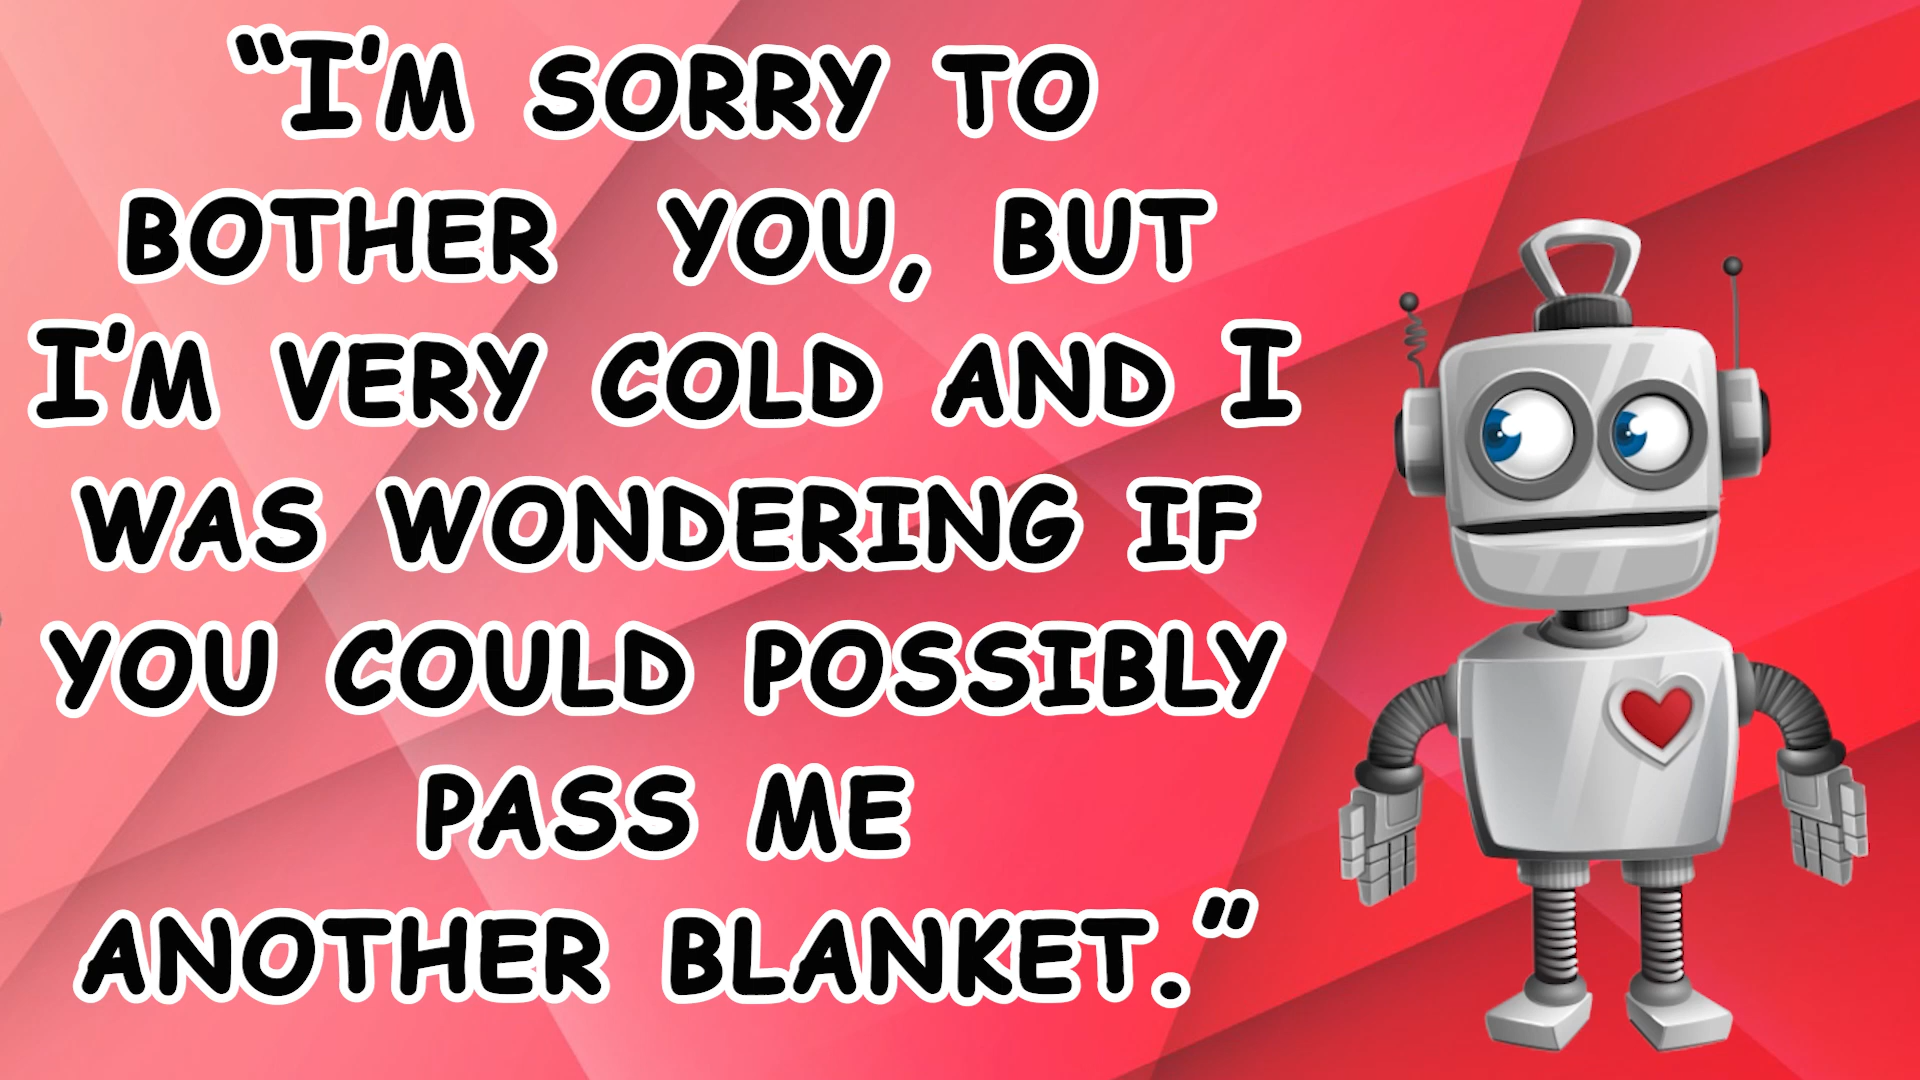 “I'M SORRY TO
BOTHER YOU, BUT
I'M VERY COLD AND I
WAS WONDERING IF
YOU COULD POSSIBLY
PASS ME
ANOTHER BLANKET.”